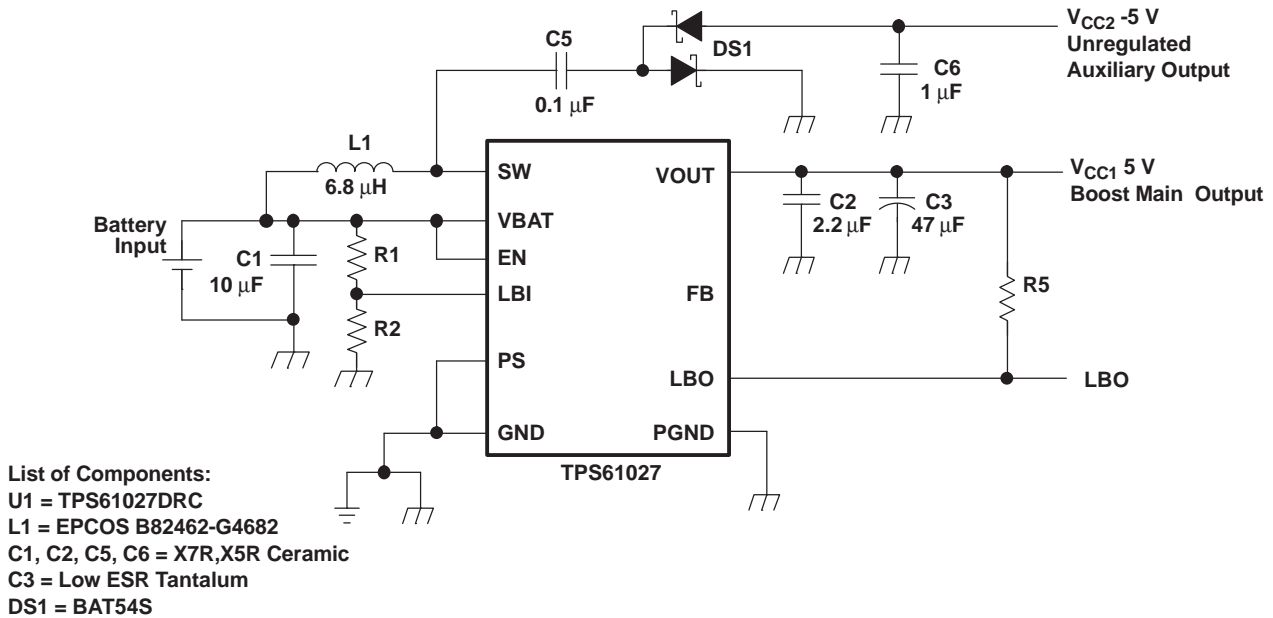 V_CC2 -5 V
Unregulated
Auxiliary Output
C5
0.1 μF
DS1
C6
1 μF
L1
6.8 μH
SW
VOUT
V_CC1 5 V
Boost Main Output
Battery
Input
VBAT
C2
2.2 μF
C3
47 μF
C1
10 μF
R1
EN
R5
LBI
FB
R2
PS
LBO
LBO
GND
PGND
TPS61027
List of Components:
U1 = TPS61027DRC
L1 = EPCOS B82462-G4682
C1, C2, C5, C6 = X7R,X5R Ceramic
C3 = Low ESR Tantalum
DS1 = BAT54S